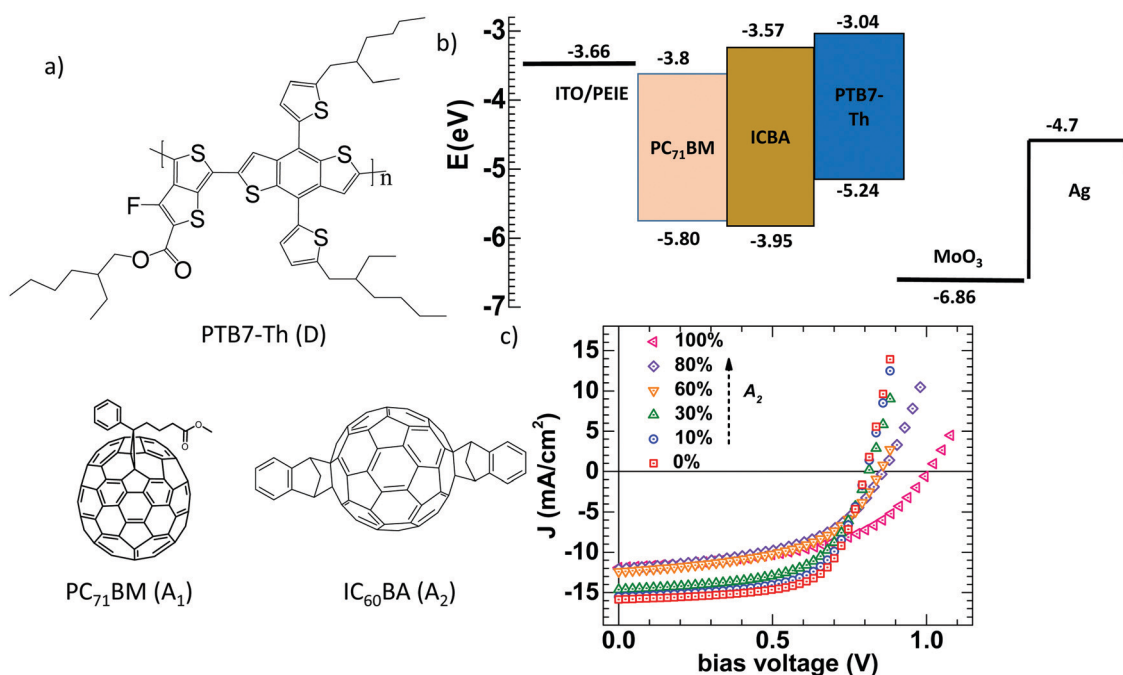 a)
S
S
S
S
S
S
[
]n
F
O
O
PTB7-Th (D)
O
O
PC₇₁BM (A₁)
IC₆₀BA (A₂)
b)
E(eV)
-3
-4
-5
-6
-7
-3.66
ITO/PEIE
-3.8
PC₇₁BM
-5.80
-3.57
ICBA
-3.95
-3.04
PTB7-
Th
-5.24
MoO₃
-6.86
-4.7
Ag
c)
J (mA/cm²)
15
10
5
0
-5
-10
-15
100%
80%
60%
30%
10%
0%
A₂
0.0
0.5
1.0
bias voltage (V)